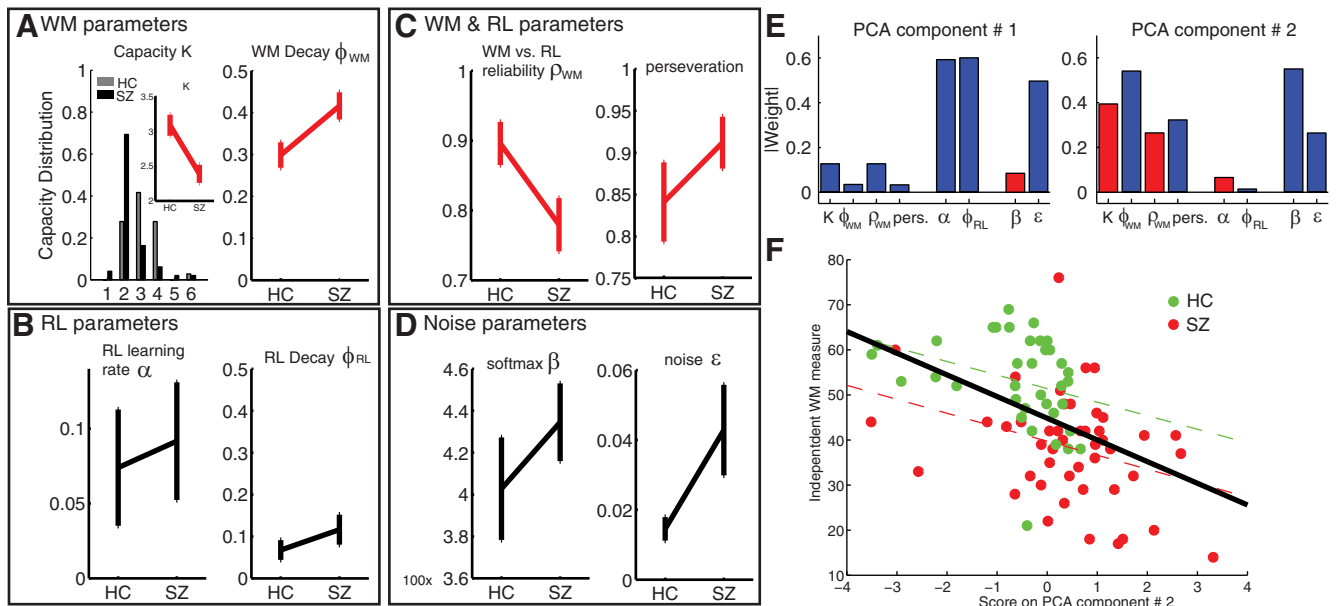 A WM parameters
Capacity K
Capacity Distribution
1
0.8
0.6
0.4
0.2
0
1 2 3 4 5 6
HC
SZ
K
3.5
3
2.5
2
HC SZ
WM Decay ϕWM
0.5
0.4
0.3
0.2
0.1
0
HC SZ
B RL parameters
RL learning
rate α
0.1
0.05
0
HC SZ
RL Decay ϕRL
0.5
0.4
0.3
0.2
0.1
0
HC SZ
C WM & RL parameters
WM vs. RL
reliability ρWM
1
0.9
0.8
0.7
HC SZ
perseveration
1
0.95
0.9
0.85
0.8
0.75
HC SZ
D Noise parameters
softmax β
4.6
4.4
4.2
4
3.8
3.6
100x
HC SZ
noise ε
0.06
0.04
0.02
0
HC SZ
E
PCA component # 1
|Weight|
0.6
0.4
0.2
0
K ϕWM ρWM pers. α ϕRL β ε
PCA component # 2
0.6
0.4
0.2
0
K ϕWM ρWM pers. α ϕRL β ε
F
Independent WM measure
80
70
60
50
40
30
20
10
HC
SZ
−4 −3 −2 −1 0 1 2 3 4
Score on PCA component # 2